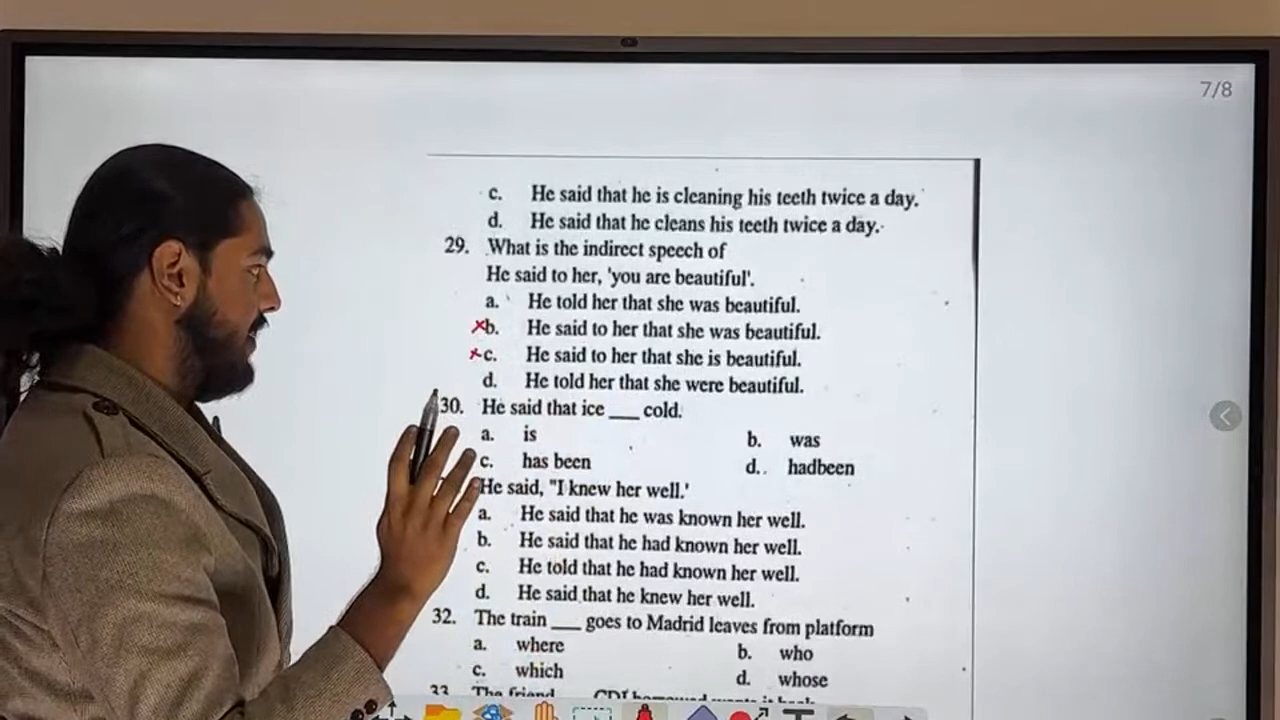 7/8
c. He said that he is cleaning his teeth twice a day.
d. He said that he cleans his teeth twice a day.
29. What is the indirect speech of
He said to her, 'you are beautiful'.
a. He told her that she was beautiful.
b. He said to her that she was beautiful.
c. He said to her that she is beautiful.
d. He told her that she were beautiful.
30. He said that ice ___ cold.
a. is b. was
c. has been d. hadbeen
He said, "I knew her well.'
a. He said that he was known her well.
b. He said that he had known her well.
c. He told that he had known her well.
d. He said that he knew her well.
32. The train ___ goes to Madrid leaves from platform
a. where b. who
c. which d. whose
33. The friend